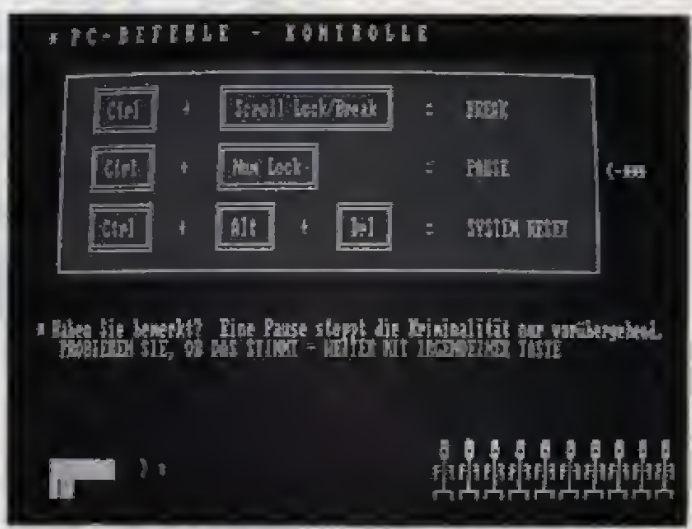 * PC-BEFEHLE - KONTROLLE
Ctrl + Scroll Lock/Break = BREAK
Ctrl + Num Lock = PAUSE
Ctrl + Alt + Del = SYSTEM RESET
* Haben Sie bemerkt? Eine Pause stoppt die Kriminalität nur vorübergehend.
PROBIEREN SIE, OB DAS STIMMT - WEITER MIT IRGENDEINER TASTE